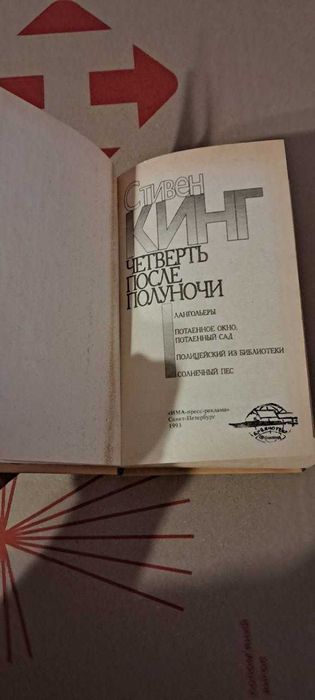 Стивен
КИНГ
ЧЕТВЕРТЬ
ПОСЛЕ
ПОЛУНОЧИ
ЛАНГОЛЬЕРЫ
ПОТАЕННОЕ ОКНО,
ПОТАЕННЫЙ САД
ПОЛИЦЕЙСКИЙ ИЗ БИБЛИОТЕКИ
СОЛНЕЧНЫЙ ПЕС
«ИМА-пресс-реклама»
Санкт-Петербург
1993